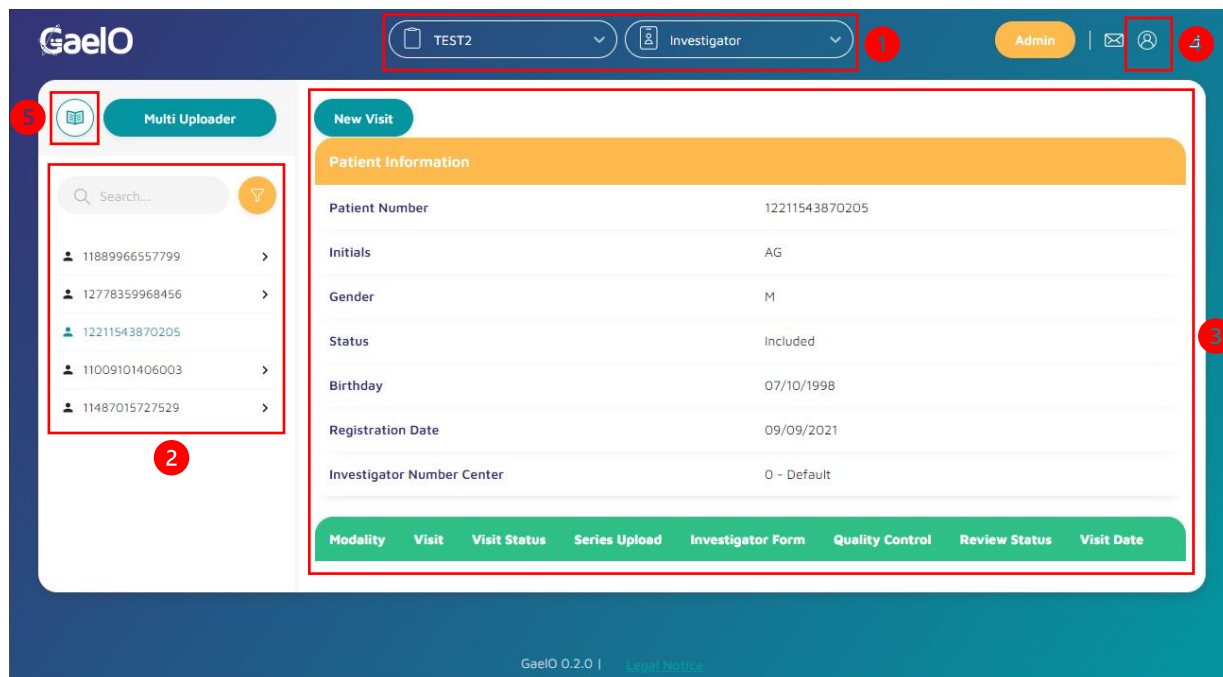 GaelO
TEST2
Investigator
1
Admin
4
5
Multi Uploader
New Visit
Patient Information
Search...
Patient Number 12211543870205
11889966557799
Initials AG
12778359968456
Gender M
12211543870205
Status Included
3
11009101406003
Birthday 07/10/1998
11487015727529
Registration Date 09/09/2021
2
Investigator Number Center 0 - Default
Modality Visit Visit Status Series Upload Investigator Form Quality Control Review Status Visit Date
GaelO 0.2.0 | Legal Notice